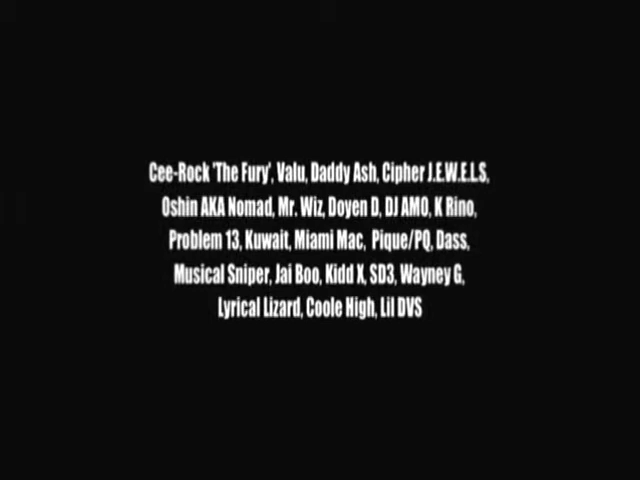 Cee-Rock 'The Fury', Valu, Daddy Ash, Cipher J.E.W.E.L.S,
Oshin AKA Nomad, Mr. Wiz, Doyen D, DJ AMO, K Rino,
Problem 13, Kuwait, Miami Mac, Pique/PQ, Dass,
Musical Sniper, Jai Boo, Kidd X, SD3, Wayney G,
Lyrical Lizard, Coole High, Lil DVS